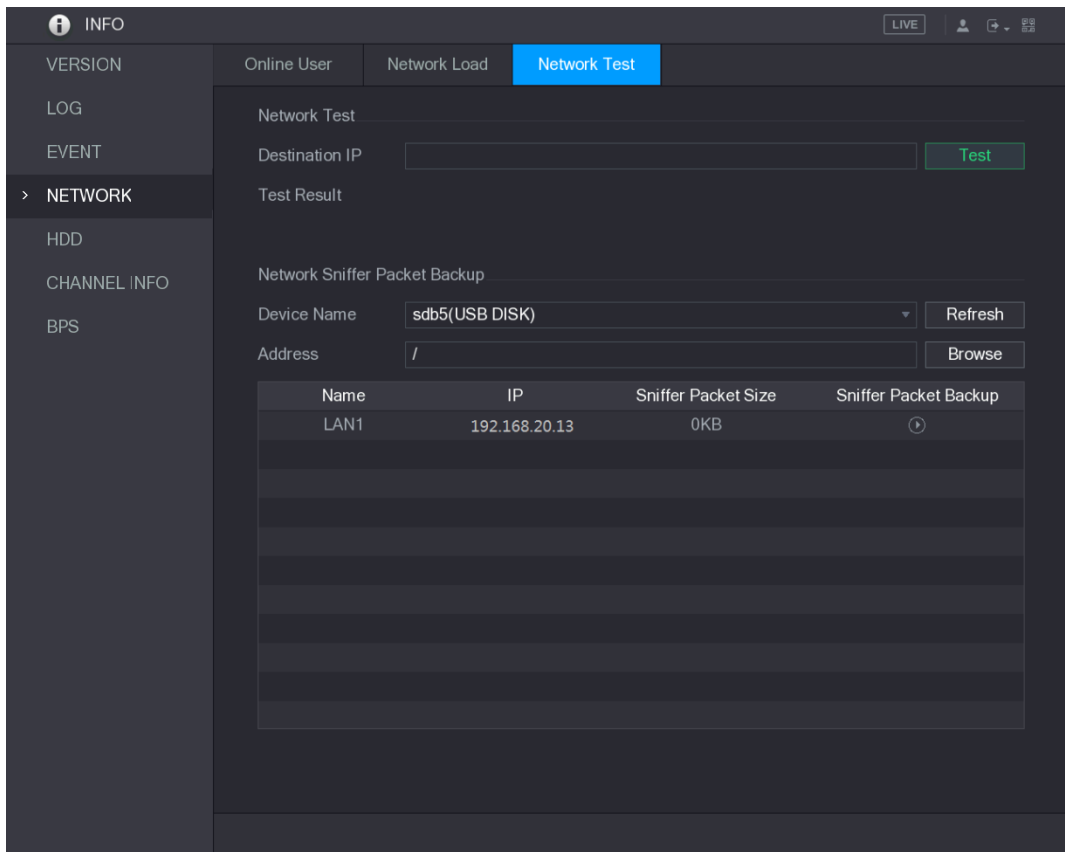 INFO LIVE
VERSION
LOG
EVENT
NETWORK
HDD
CHANNEL INFO
BPS
Online User Network Load Network Test
Network Test
Destination IP Test
Test Result
Network Sniffer Packet Backup
Device Name sdb5(USB DISK) Refresh
Address / Browse
Name IP Sniffer Packet Size Sniffer Packet Backup
LAN1 192.168.20.13 0KB